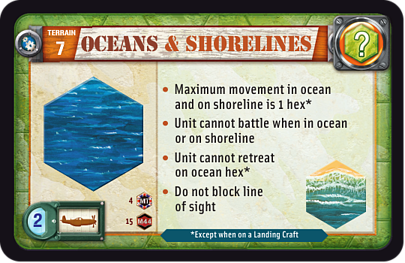 TERRAIN
7
OCEANS & SHORELINES
?
• Maximum movement in ocean
and on shoreline is 1 hex*
• Unit cannot battle when in ocean
or on shoreline
• Unit cannot retreat
on ocean hex*
• Do not block line
of sight
4
15 M44
2
*Except when on a Landing Craft